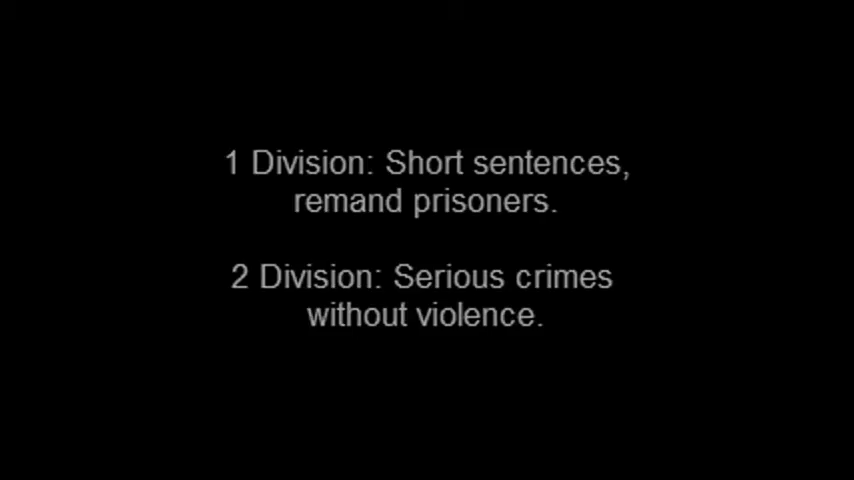 1 Division: Short sentences,
remand prisoners.
2 Division: Serious crimes
without violence.